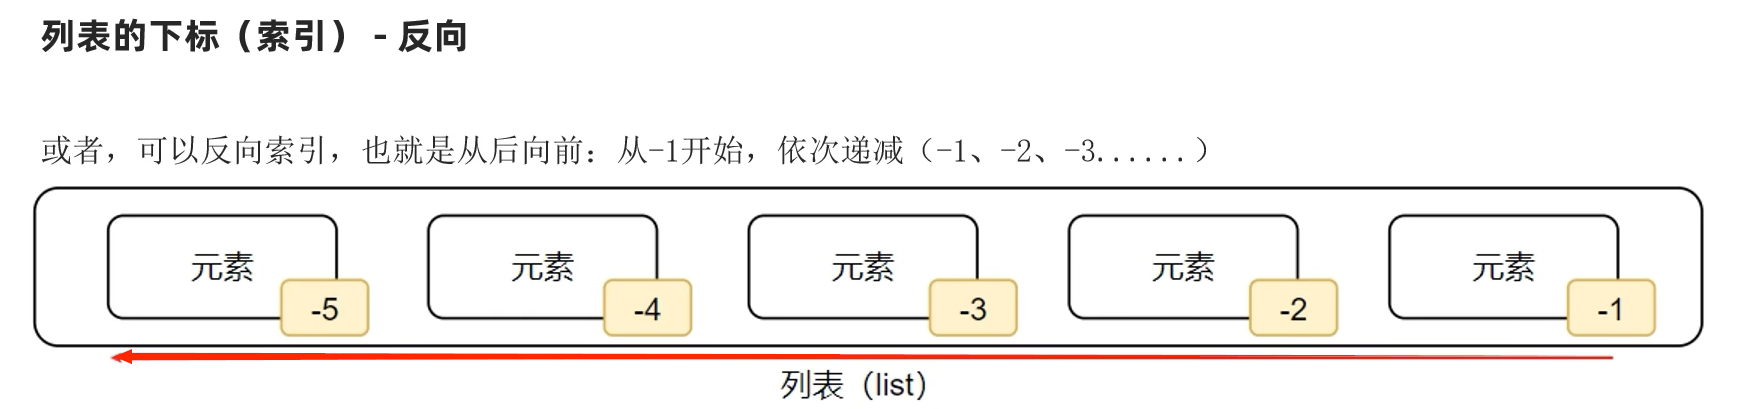 列表的下标（索引） - 反向
或者，可以反向索引，也就是从后向前：从-1开始，依次递减（-1、-2、-3......）
元素 元素 元素 元素 元素
-5 -4 -3 -2 -1
列表（list）